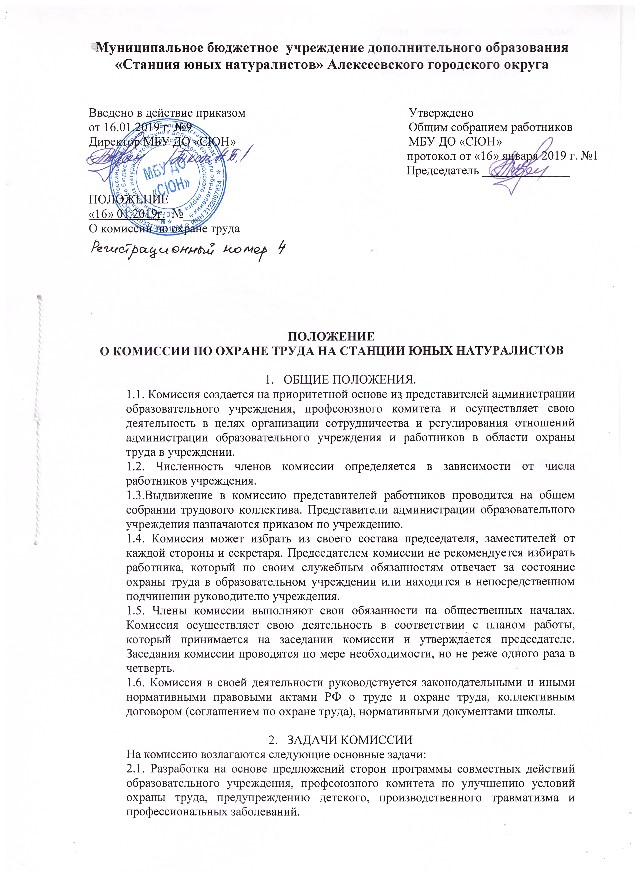 Муниципальное бюджетное учреждение дополнительного образования
«Станция юных натуралистов» Алексеевского городского округа
Введено в действие приказом
от 16.01.2019 г. №9
Директор МБУ ДО «СЮН»
Утверждено
Общим собранием работников
МБУ ДО «СЮН»
протокол от «16» января 2019 г. №1
Председатель
МБУ ДО
«СЮН»
ПОЛОЖЕНИЕ
«16» 01.2019г. №
О комиссии по охране труда
Регистрационный номер 4
ПОЛОЖЕНИЕ
О КОМИССИИ ПО ОХРАНЕ ТРУДА НА СТАНЦИИ ЮНЫХ НАТУРАЛИСТОВ
1. ОБЩИЕ ПОЛОЖЕНИЯ.
1.1. Комиссия создается на приоритетной основе из представителей администрации
образовательного учреждения, профсоюзного комитета и осуществляет свою
деятельность в целях организации сотрудничества и регулирования отношений
администрации образовательного учреждения и работников в области охраны
труда в учреждении.
1.2. Численность членов комиссии определяется в зависимости от числа
работников учреждения.
1.3.Выдвижение в комиссию представителей работников проводится на общем
собрании трудового коллектива. Представители администрации образовательного
учреждения назначаются приказом по учреждению.
1.4. Комиссия может избрать из своего состава председателя, заместителей от
каждой стороны и секретаря. Председателем комиссии не рекомендуется избирать
работника, который по своим служебным обязанностям отвечает за состояние
охраны труда в образовательном учреждении или находится в непосредственном
подчинении руководителю учреждения.
1.5. Члены комиссии выполняют свои обязанности на общественных началах.
Комиссия осуществляет свою деятельность в соответствии с планом работы,
который принимается на заседании комиссии и утверждается председателе.
Заседания комиссии проводятся по мере необходимости, но не реже одного раза в
четверть.
1.6. Комиссия в своей деятельности руководствуется законодательными и иными
нормативными правовыми актами РФ о труде и охране труда, коллективным
договором (соглашением по охране труда), нормативными документами школы.
2. ЗАДАЧИ КОМИССИИ
На комиссию возлагаются следующие основные задачи:
2.1. Разработка на основе предложений сторон программы совместных действий
образовательного учреждения, профсоюзного комитета по улучшению условий
охраны труда, предупреждению детского, производственного травматизма и
профессиональных заболеваний.